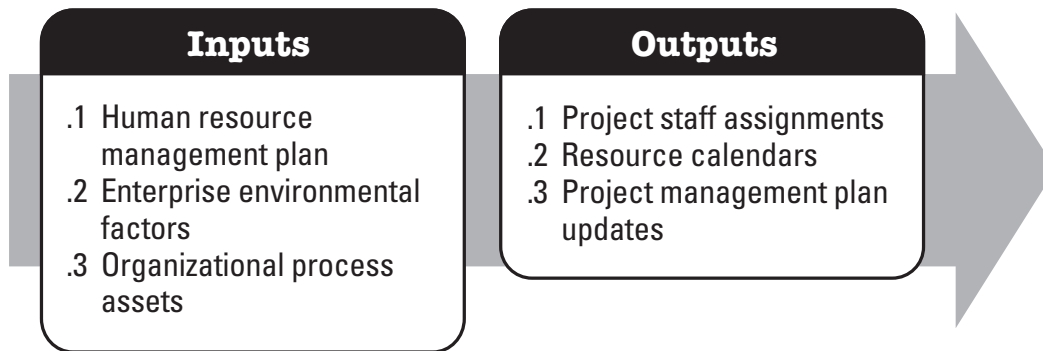 Inputs
.1 Human resource
management plan
.2 Enterprise environmental
factors
.3 Organizational process
assets
Outputs
.1 Project staff assignments
.2 Resource calendars
.3 Project management plan
updates